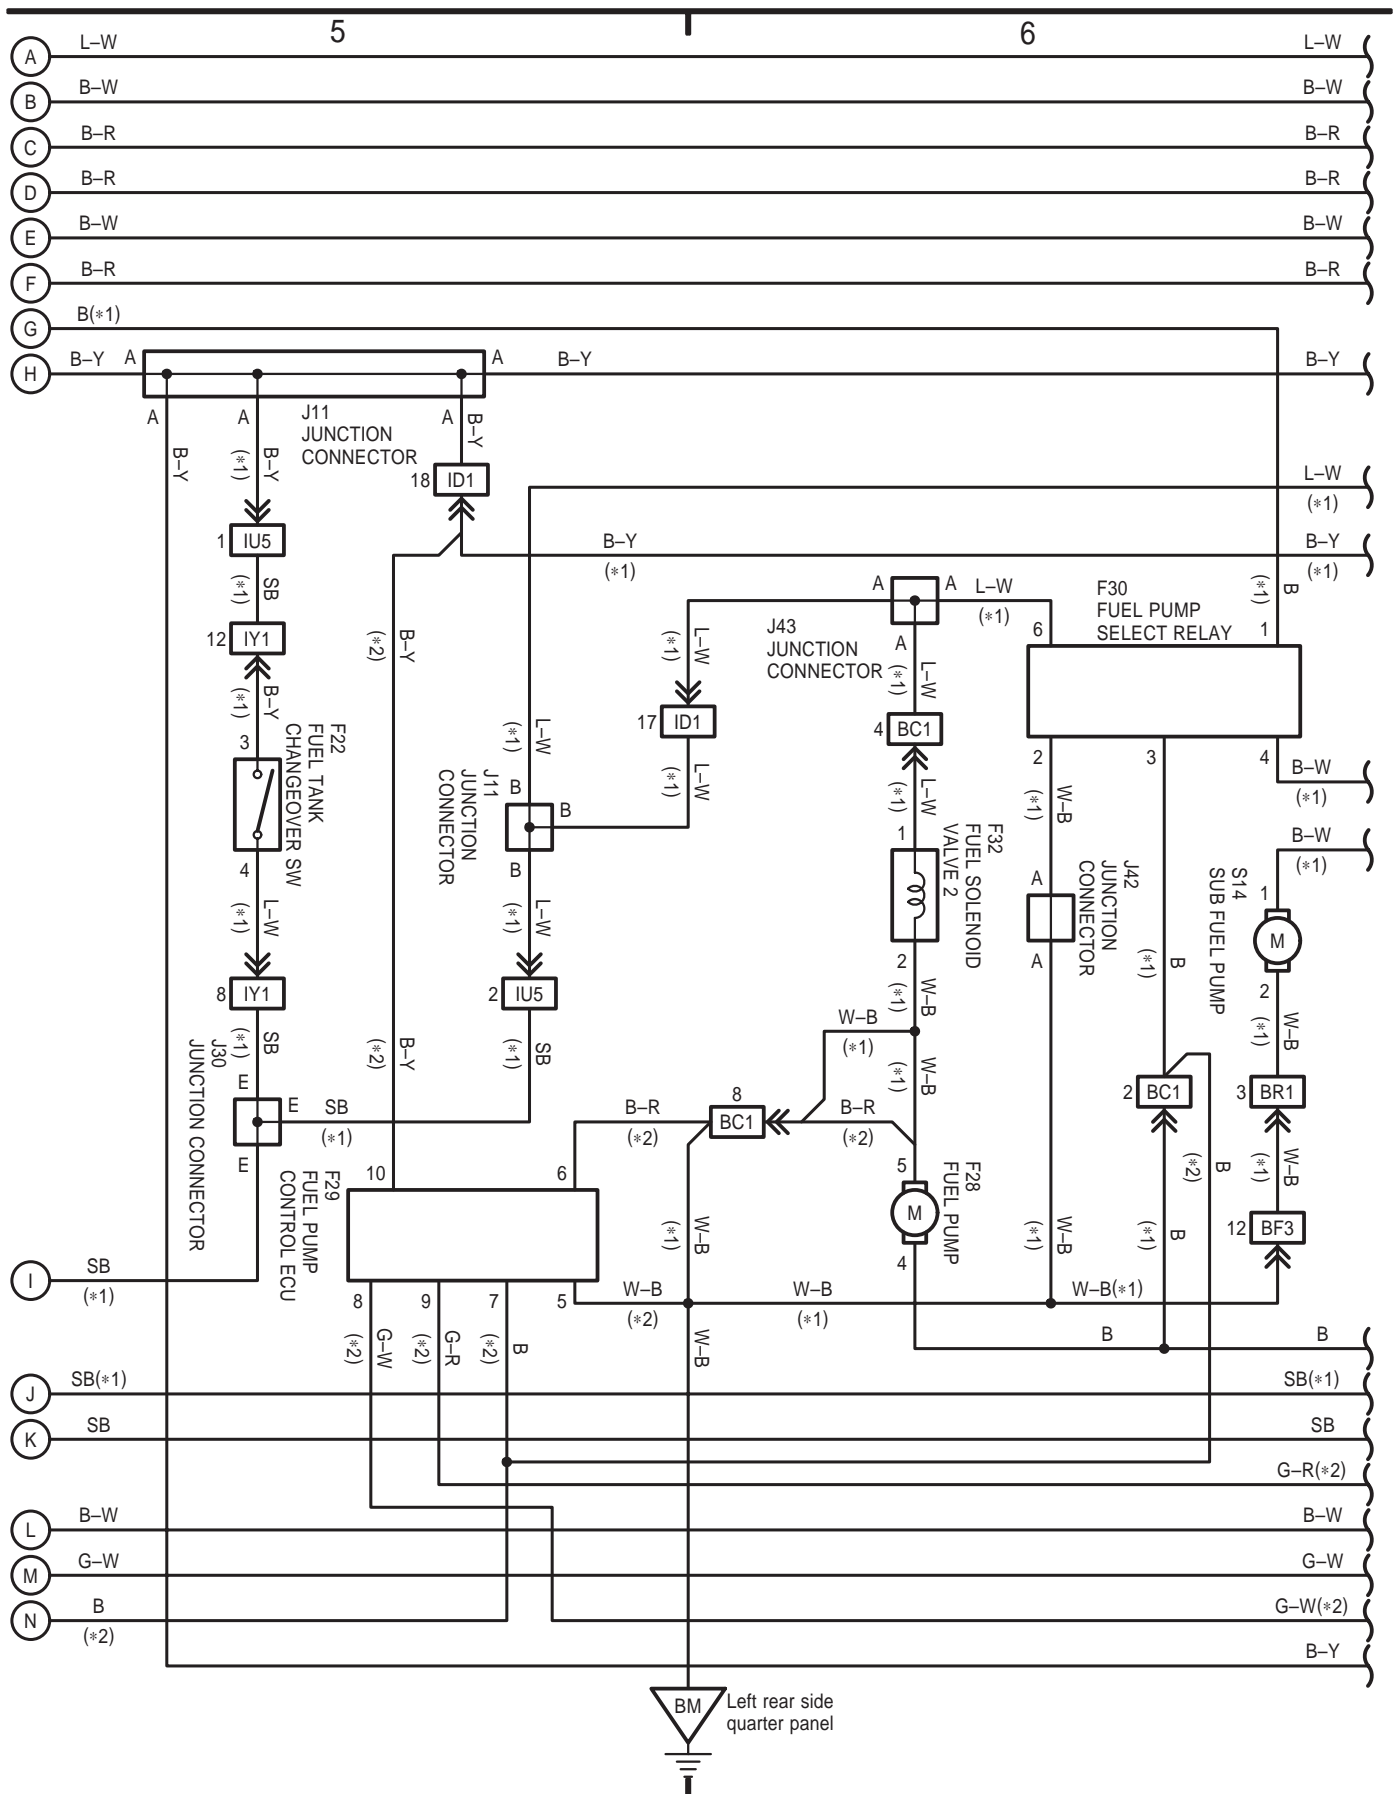 5
6
A L–W L–W
B B–W B–W
C B–R B–R
D B–R B–R
E B–W B–W
F B–R B–R
G B(*1)
H B–Y A A B–Y B–Y
A A A
J11
JUNCTION
CONNECTOR
B–Y
B–Y
(*1)
B–Y
18 ID1
L–W
(*1)
1 IU5
B–Y
(*1)
B–Y
(*1)
SB
(*1)
12 IY1
B–Y
(*2)
A A
A
L–W
(*1)
J43
JUNCTION
CONNECTOR
F30
FUEL PUMP
SELECT RELAY
B
(*1)
6
1
B–Y
(*1)
L–W
(*1)
L–W
(*1)
17 ID1
4 BC1
3
F22
FUEL TANK
CHANGEOVER SW
4
L–W
(*1)
L–W
(*1)
L–W
(*1)
2
3
4
B–W
(*1)
B–W
(*1)
J11
JUNCTION
CONNECTOR
B
B
B
1
F32
FUEL SOLENOID
VALVE 2
2
W–B
(*1)
A
A
J42
JUNCTION
CONNECTOR
S14
SUB FUEL PUMP
1
M
2
L–W
(*1)
8 IY1
L–W
(*1)
2 IU5
B
(*1)
SB
(*1)
J30
JUNCTION CONNECTOR
E
E
E
SB
(*1)
B–Y
(*2)
SB
(*1)
W–B
(*1)
W–B
(*1)
W–B
(*1)
W–B
(*1)
2 BC1
3 BR1
B–R
(*2)
8
BC1
B–R
(*2)
10
6
F29
FUEL PUMP
CONTROL ECU
5
M
4
F28
FUEL PUMP
B
(*2)
W–B
(*1)
12 BF3
W–B
(*1)
W–B
(*1)
B
(*1)
I SB
(*1)
8
9
7
5
W–B
(*2)
W–B
(*1)
W–B(*1)
G–W
(*2)
G–R
(*2)
B
(*2)
W–B
B B
J SB(*1) SB(*1)
K SB SB
G–R(*2)
L B–W B–W
M G–W G–W
N B
(*2)
G–W(*2)
B–Y
BM
Left rear side
quarter panel